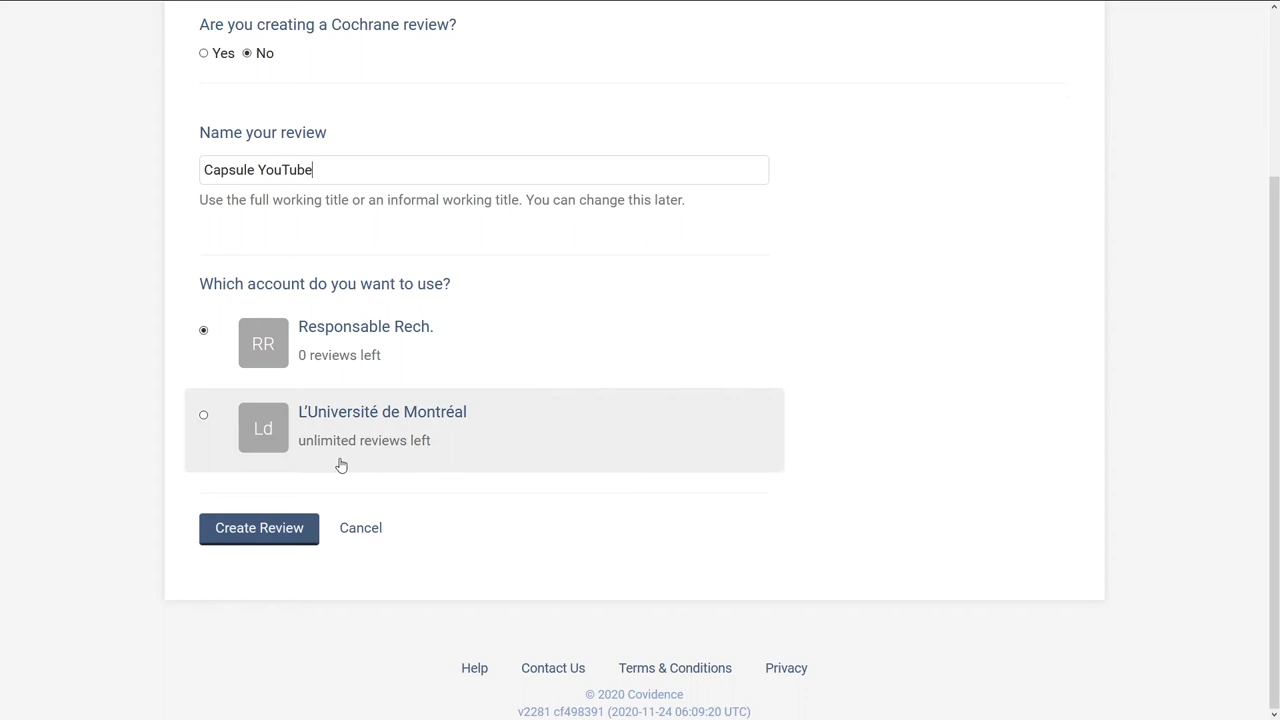 Are you creating a Cochrane review?
Yes No
Name your review
Capsule YouTube
Use the full working title or an informal working title. You can change this later.
Which account do you want to use?
RR
Responsable Rech.
0 reviews left
Ld
L’Université de Montréal
unlimited reviews left
Create Review Cancel
Help Contact Us Terms & Conditions Privacy
© 2020 Covidence
v2281 cf498391 (2020-11-24 06:09:20 UTC)